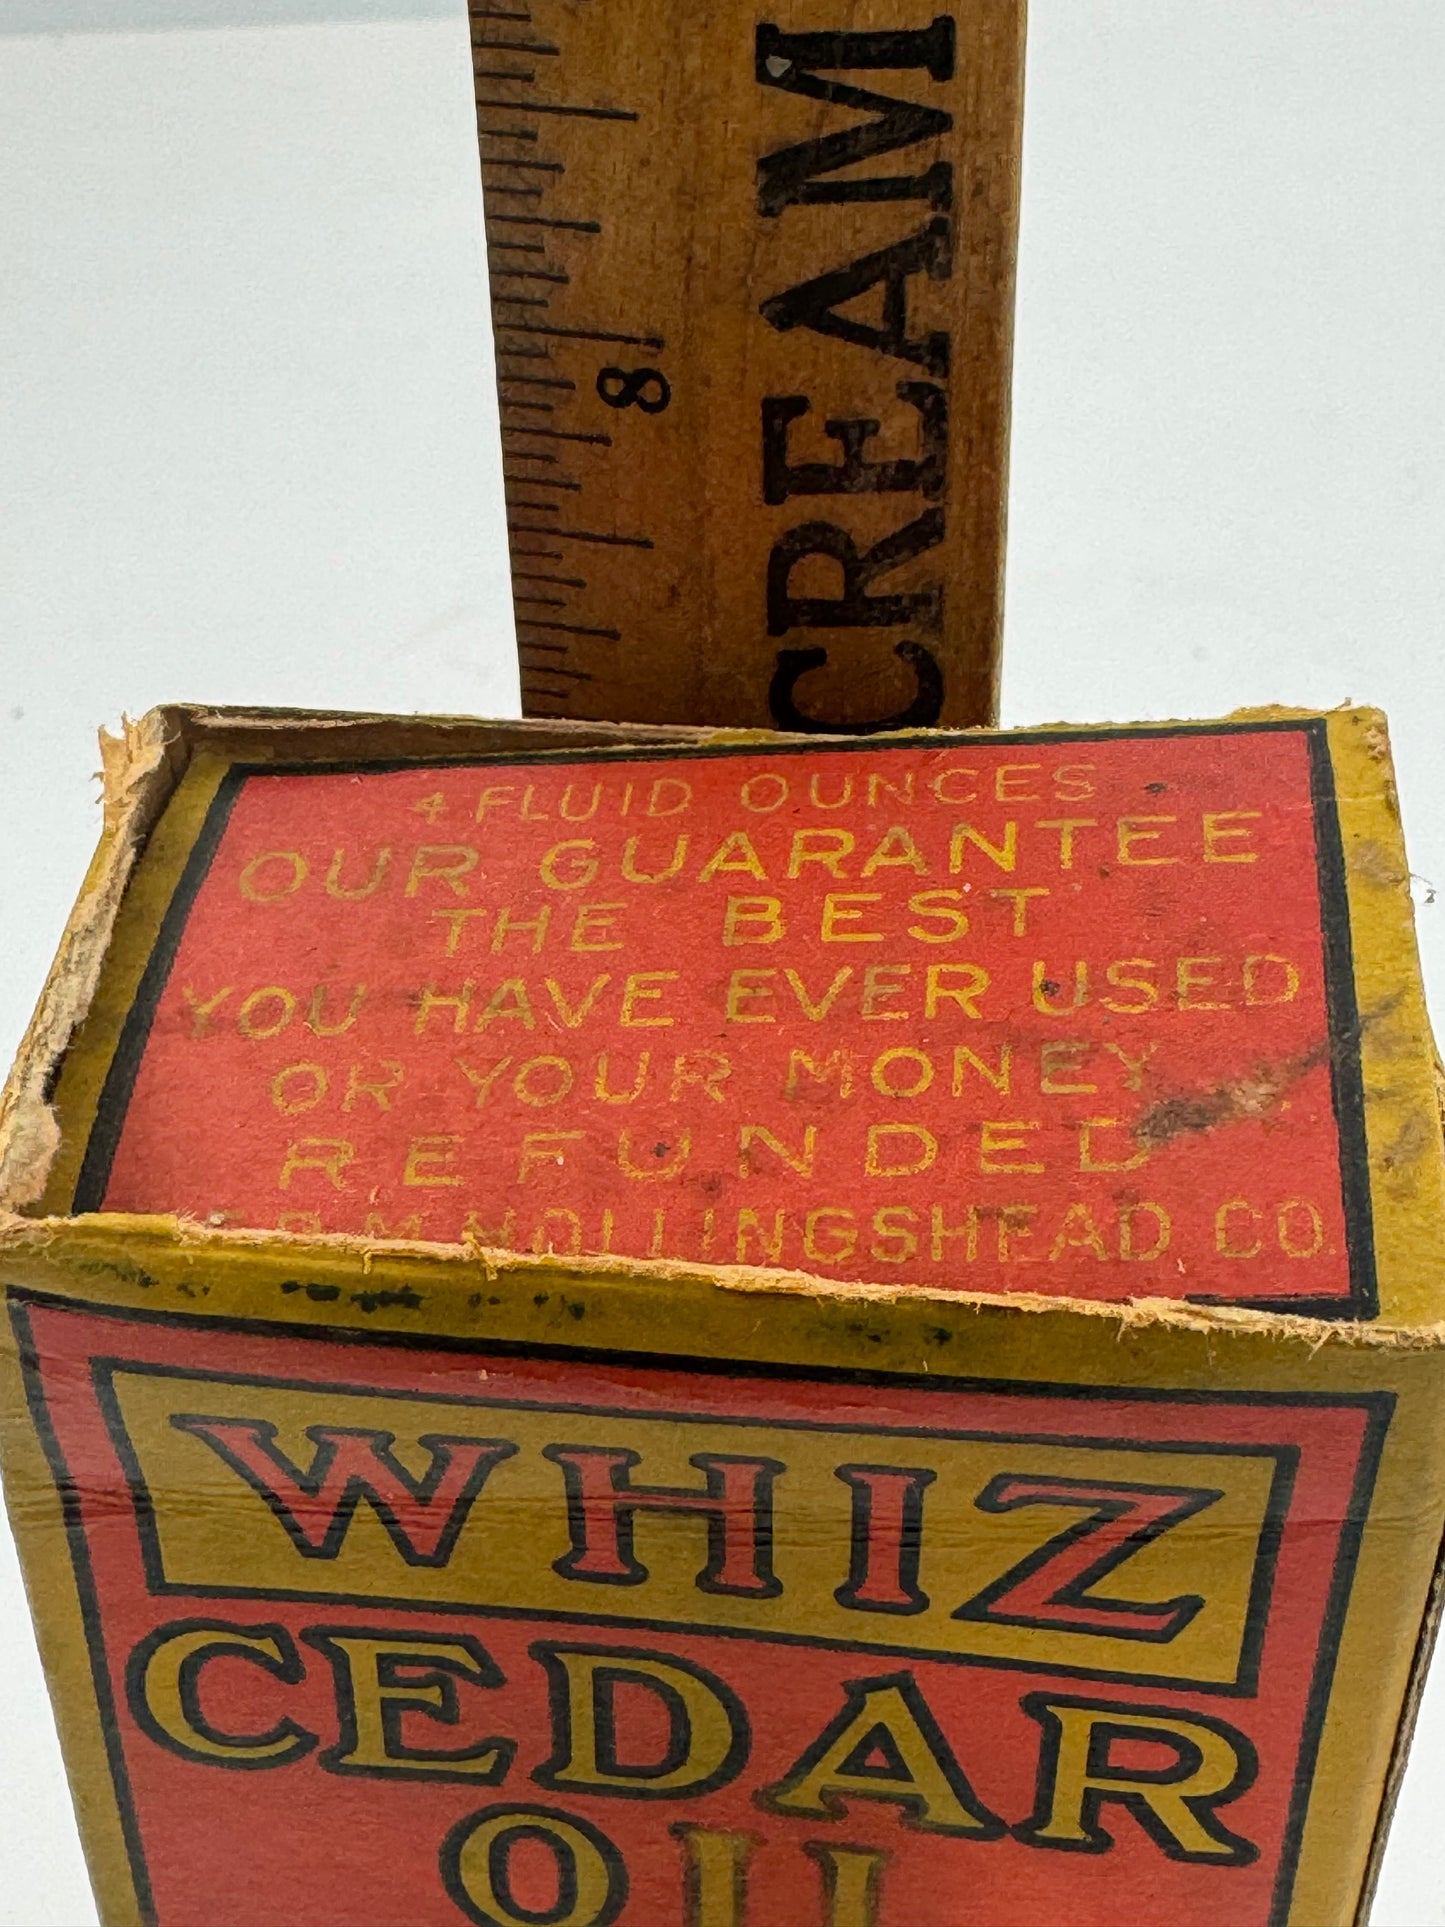 CREAM
8
4 FLUID OUNCES
OUR GUARANTEE
THE BEST
YOU HAVE EVER USED
OR YOUR MONEY
REFUNDED
HOLLINGSHEAD CO.
WHIZ
CEDAR
OIL